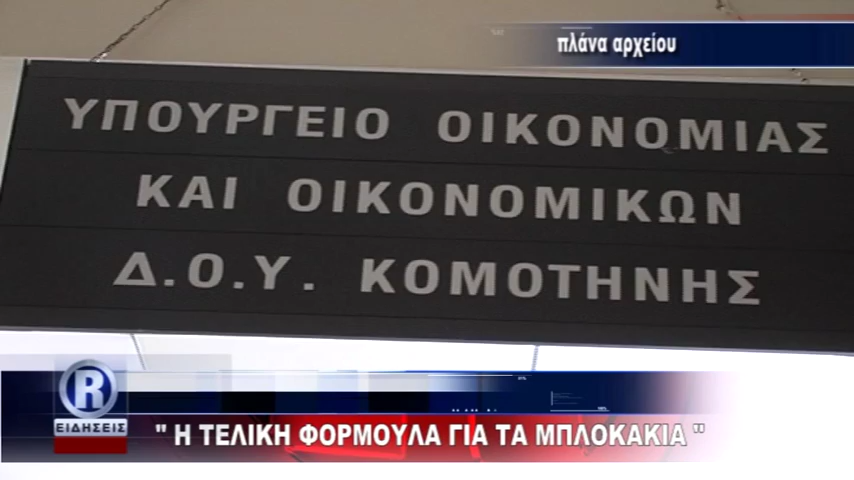 πλάνα αρχείου
ΥΠΟΥΡΓΕΙΟ ΟΙΚΟΝΟΜΙΑΣ
ΚΑΙ ΟΙΚΟΝΟΜΙΚΩΝ
Δ.Ο.Υ. ΚΟΜΟΤΗΝΗΣ
R
ΕΙΔΗΣΕΙΣ
" Η ΤΕΛΙΚΗ ΦΟΡΜΟΥΛΑ ΓΙΑ ΤΑ ΜΠΛΟΚΑΚΙΑ "